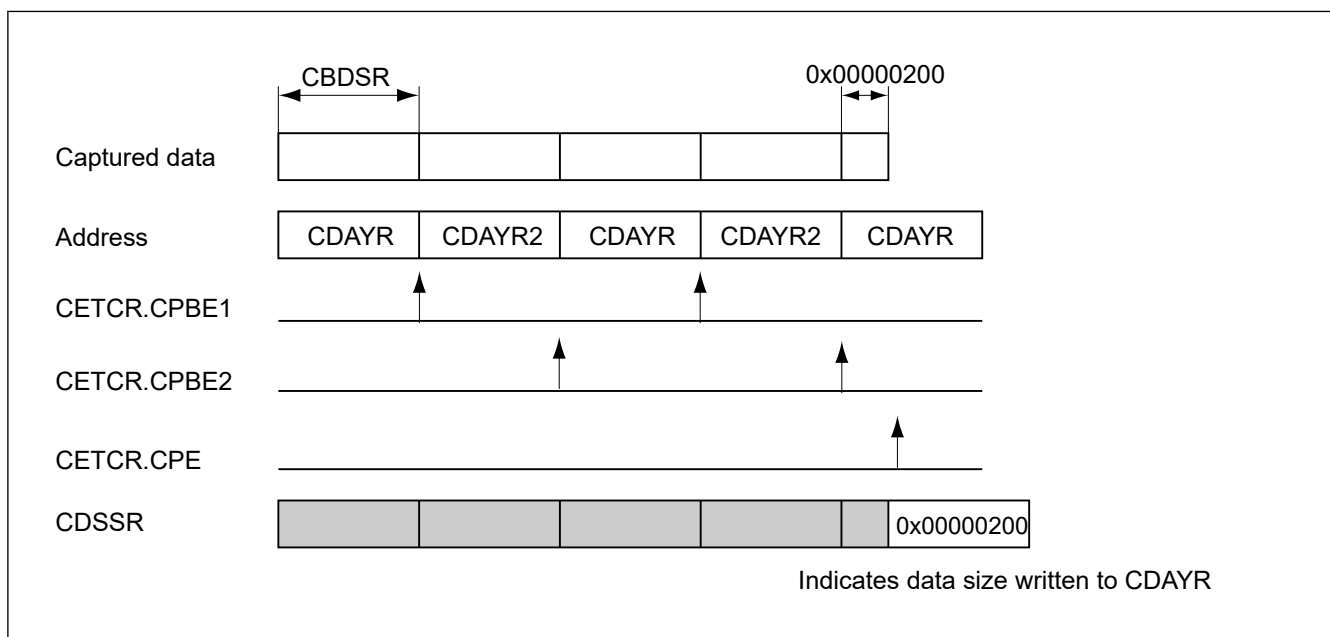 CBDSR
0x00000200
Captured data
Address
CDAYR
CDAYR2
CDAYR
CDAYR2
CDAYR
CETCR.CPBE1
CETCR.CPBE2
CETCR.CPE
CDSSR
0x00000200
Indicates data size written to CDAYR